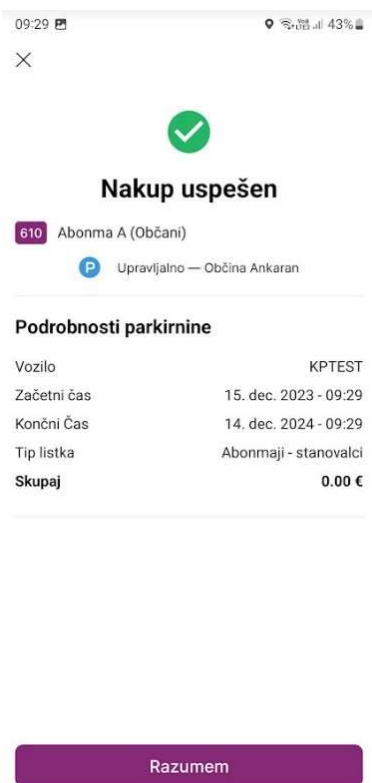 09:29 43%
Nakup uspešen
610 Abonma A (Občani)
P Upravljalno — Občina Ankaran
Podrobnosti parkirnine
Vozilo KPTEST
Začetni čas 15. dec. 2023 - 09:29
Končni Čas 14. dec. 2024 - 09:29
Tip listka Abonmaji - stanovalci
Skupaj 0.00 €
Razumem